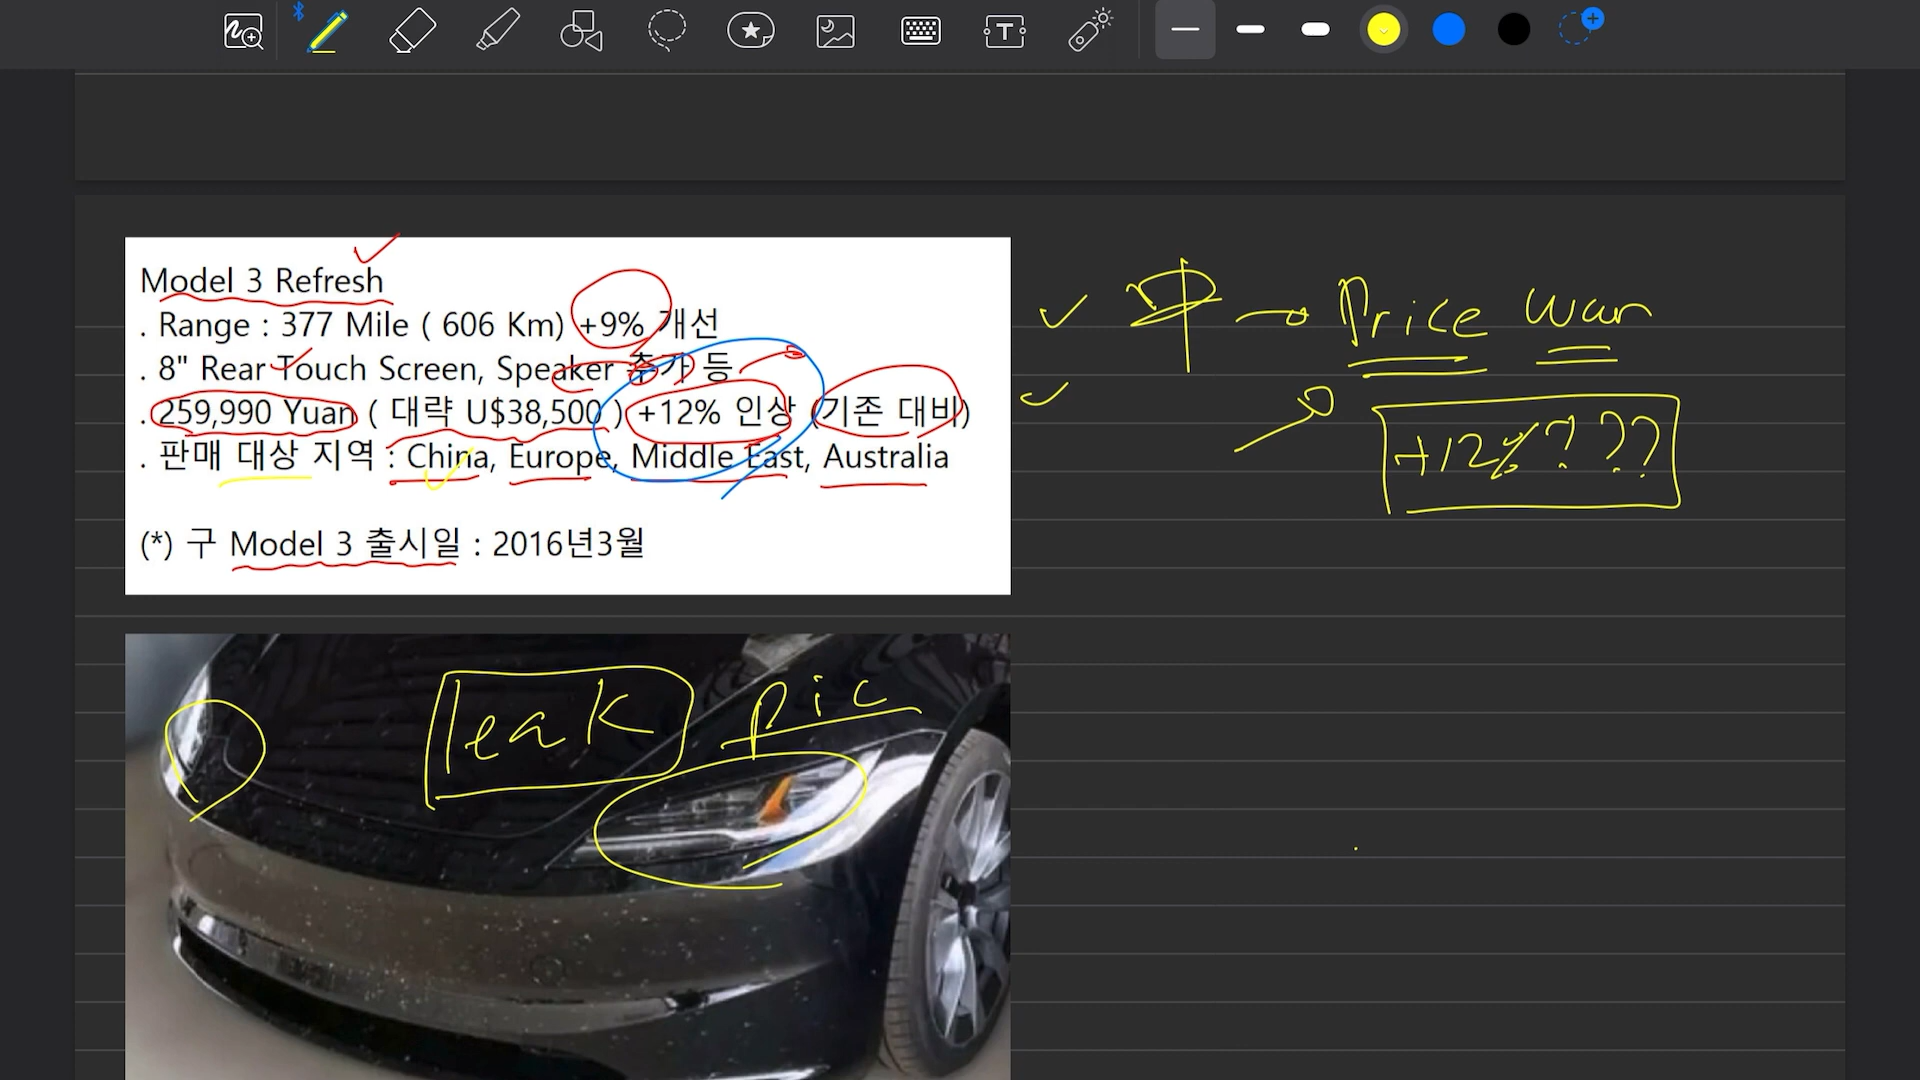 Model 3 Refresh
. Range : 377 Mile ( 606 Km) +9% 개선
. 8" Rear Touch Screen, Speaker 추가 등
. 259,990 Yuan ( 대략 U$38,500 ) +12% 인상 (기존 대비)
. 판매 대상 지역 : China, Europe, Middle East, Australia
(*) 구 Model 3 출시일 : 2016년3월
中 → Price war
+12% ???
leak pic